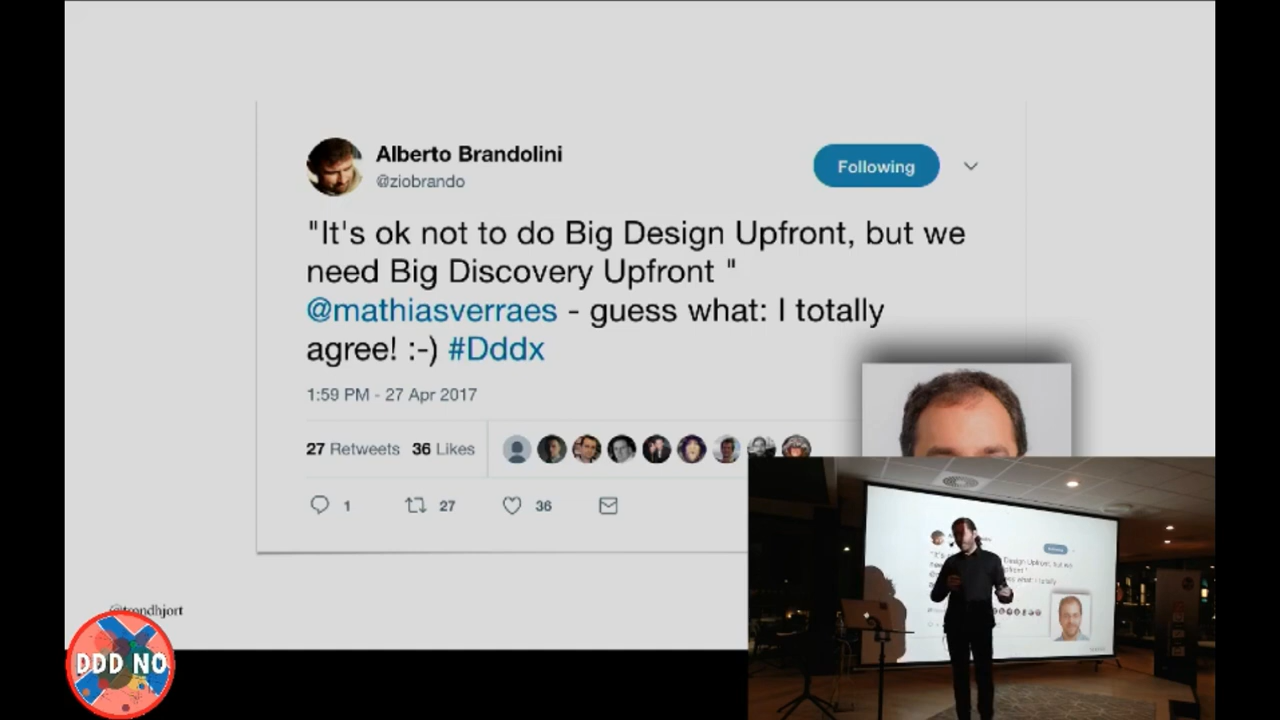 Alberto Brandolini
@ziobrando
Following
"It's ok not to do Big Design Upfront, but we
need Big Discovery Upfront "
@mathiasverraes - guess what: I totally
agree! :-) #Dddx
1:59 PM - 27 Apr 2017
27 Retweets 36 Likes
1 27 36
@trondhjort
DDD NO